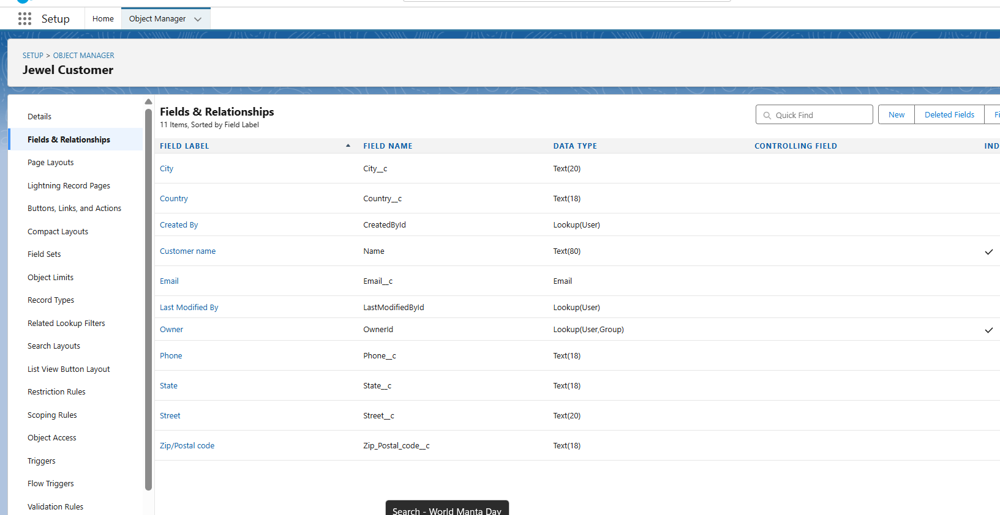 Setup
Home
Object Manager
SETUP > OBJECT MANAGER
Jewel Customer
Details
Fields & Relationships
Page Layouts
Lightning Record Pages
Buttons, Links, and Actions
Compact Layouts
Field Sets
Object Limits
Record Types
Related Lookup Filters
Search Layouts
List View Button Layout
Restriction Rules
Scoping Rules
Object Access
Triggers
Flow Triggers
Validation Rules
Fields & Relationships
11 Items, Sorted by Field Label
Quick Find
New
Deleted Fields
Fi
FIELD LABEL FIELD NAME DATA TYPE CONTROLLING FIELD IND
City City__c Text(20)
Country Country__c Text(18)
Created By CreatedById Lookup(User)
Customer name Name Text(80)
Email Email__c Email
Last Modified By LastModifiedById Lookup(User)
Owner OwnerId Lookup(User,Group)
Phone Phone__c Text(18)
State State__c Text(18)
Street Street__c Text(20)
Zip/Postal code Zip_Postal_code__c Text(18)
Search - World Manta Day